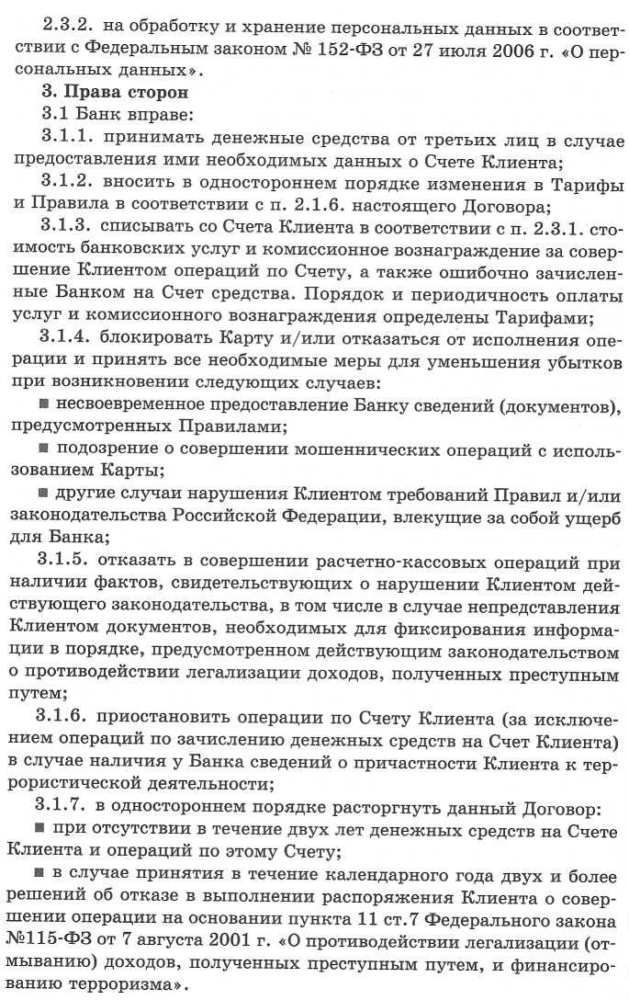 2.3.2. на обработку и хранение персональных данных в соответ-
ствии с Федеральным законом № 152-ФЗ от 27 июля 2006 г. «О пер-
сональных данных».
3. Права сторон
3.1 Банк вправе:
3.1.1. принимать денежные средства от третьих лиц в случае
предоставления ими необходимых данных о Счете Клиента;
3.1.2. вносить в одностороннем порядке изменения в Тарифы
и Правила в соответствии с п. 2.1.6. настоящего Договора;
3.1.3. списывать со Счета Клиента в соответствии с п. 2.3.1. сто-
имость банковских услуг и комиссионное вознаграждение за совер-
шение Клиентом операций по Счету, а также ошибочно зачислен-
ные Банком на Счет средства. Порядок и периодичность оплаты
услуг и комиссионного вознаграждения определены Тарифами;
3.1.4. блокировать Карту и/или отказаться от исполнения опе-
рации и принять все необходимые меры для уменьшения убытков
при возникновении следующих случаев:
■ несвоевременное предоставление Банку сведений (документов),
предусмотренных Правилами;
■ подозрение о совершении мошеннических операций с исполь-
зованием Карты;
■ другие случаи нарушения Клиентом требований Правил и/или
законодательства Российской Федерации, влекущие за собой ущерб
для Банка;
3.1.5. отказать в совершении расчетно-кассовых операций при
наличии фактов, свидетельствующих о нарушении Клиентом дей-
ствующего законодательства, в том числе в случае непредставления
Клиентом документов, необходимых для фиксирования информа-
ции в порядке, предусмотренном действующим законодательством
о противодействии легализации доходов, полученных преступным
путем;
3.1.6. приостановить операции по Счету Клиента (за исключе-
нием операций по зачислению денежных средств на Счет Клиента)
в случае наличия у Банка сведений о причастности Клиента к тер-
рористической деятельности;
3.1.7. в одностороннем порядке расторгнуть данный Договор:
■ при отсутствии в течение двух лет денежных средств на Счете
Клиента и операций по этому Счету;
■ в случае принятия в течение календарного года двух и более
решений об отказе в выполнении распоряжения Клиента о совер-
шении операции на основании пункта 11 ст.7 Федерального закона
№115-ФЗ от 7 августа 2001 г. «О противодействии легализации (от-
мыванию) доходов, полученных преступным путем, и финансиро-
ванию терроризма».